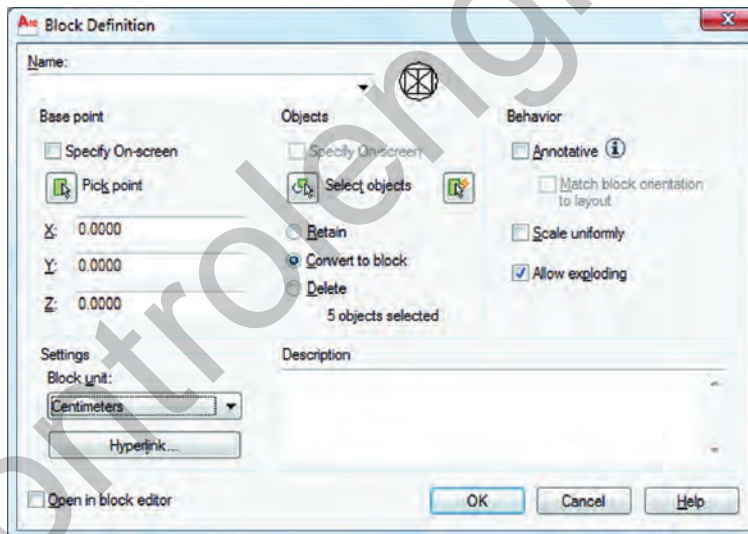 Block Definition
Name:
Base point
Specify On-screen
Pick point
X: 0.0000
Y: 0.0000
Z: 0.0000
Objects
Specify On-screen
Select objects
Retain
Convert to block
Delete
5 objects selected
Behavior
Annotative
Match block orientation
to layout
Scale uniformly
Allow exploding
Settings
Block unit:
Centimeters
Hyperlink...
Description
Open in block editor
OK Cancel Help
controleng